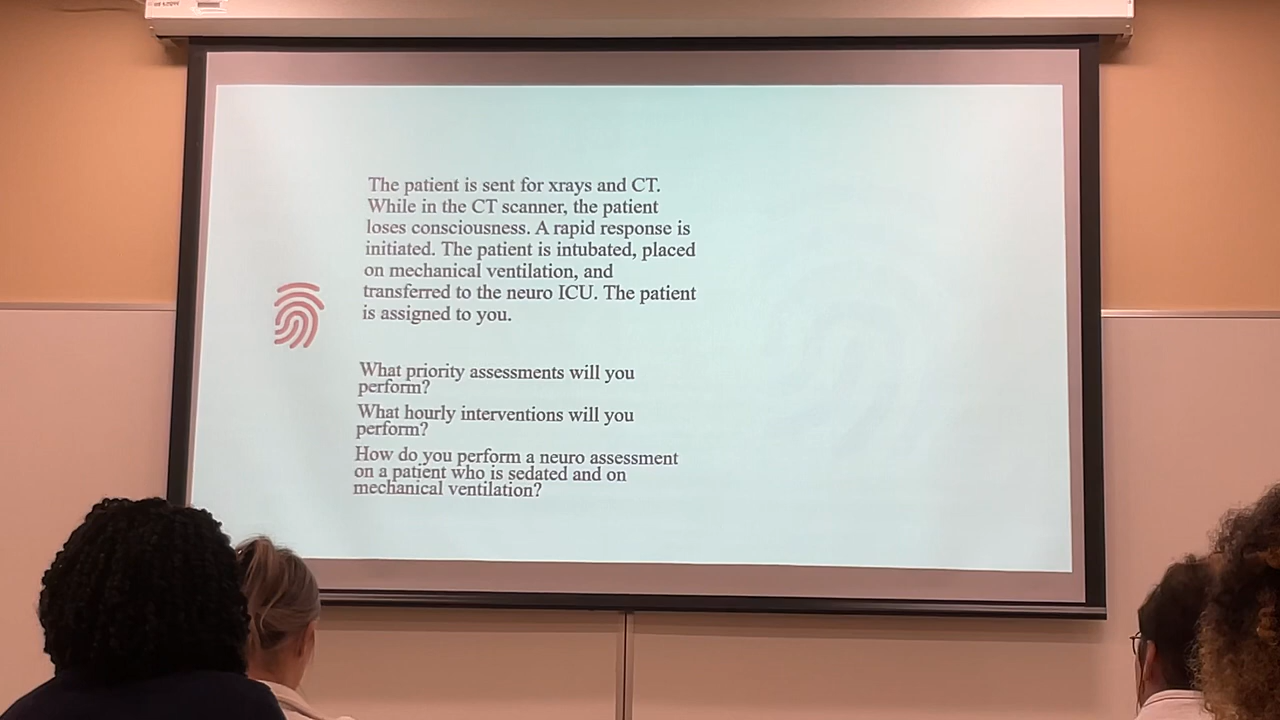 The patient is sent for xrays and CT.
While in the CT scanner, the patient
loses consciousness. A rapid response is
initiated. The patient is intubated, placed
on mechanical ventilation, and
transferred to the neuro ICU. The patient
is assigned to you.
What priority assessments will you
perform?
What hourly interventions will you
perform?
How do you perform a neuro assessment
on a patient who is sedated and on
mechanical ventilation?